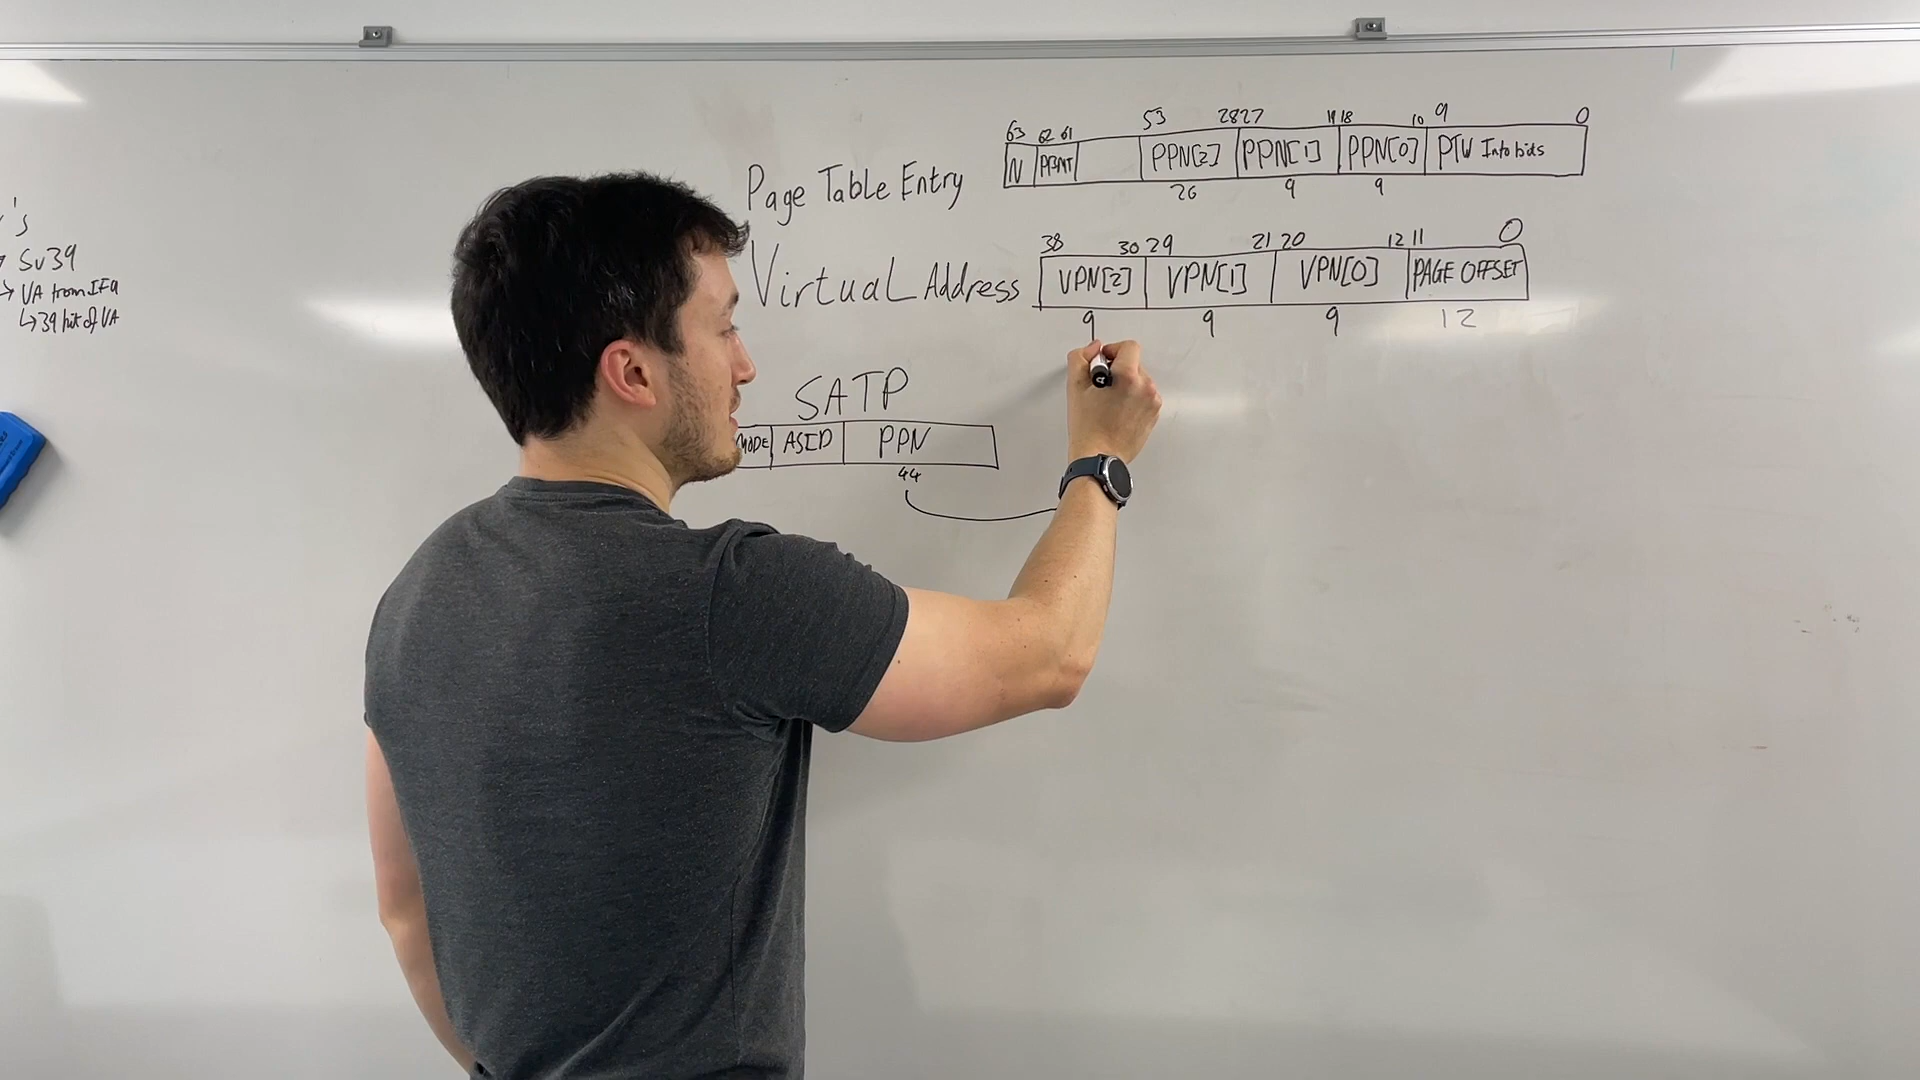 's
Sv39
↳ VA from IFU
↳39 bit of VA
63 62 61 53 28 27 19 18 10 9 0
Page Table Entry N PBMT PPN[2] PPN[1] PPN[0] PTW Info bits
26 9 9
38 30 29 21 20 12 11 0
Virtual Address VPN[2] VPN[1] VPN[0] PAGE OFFSET
9 9 9 12
SATP
MODE ASID PPN
44